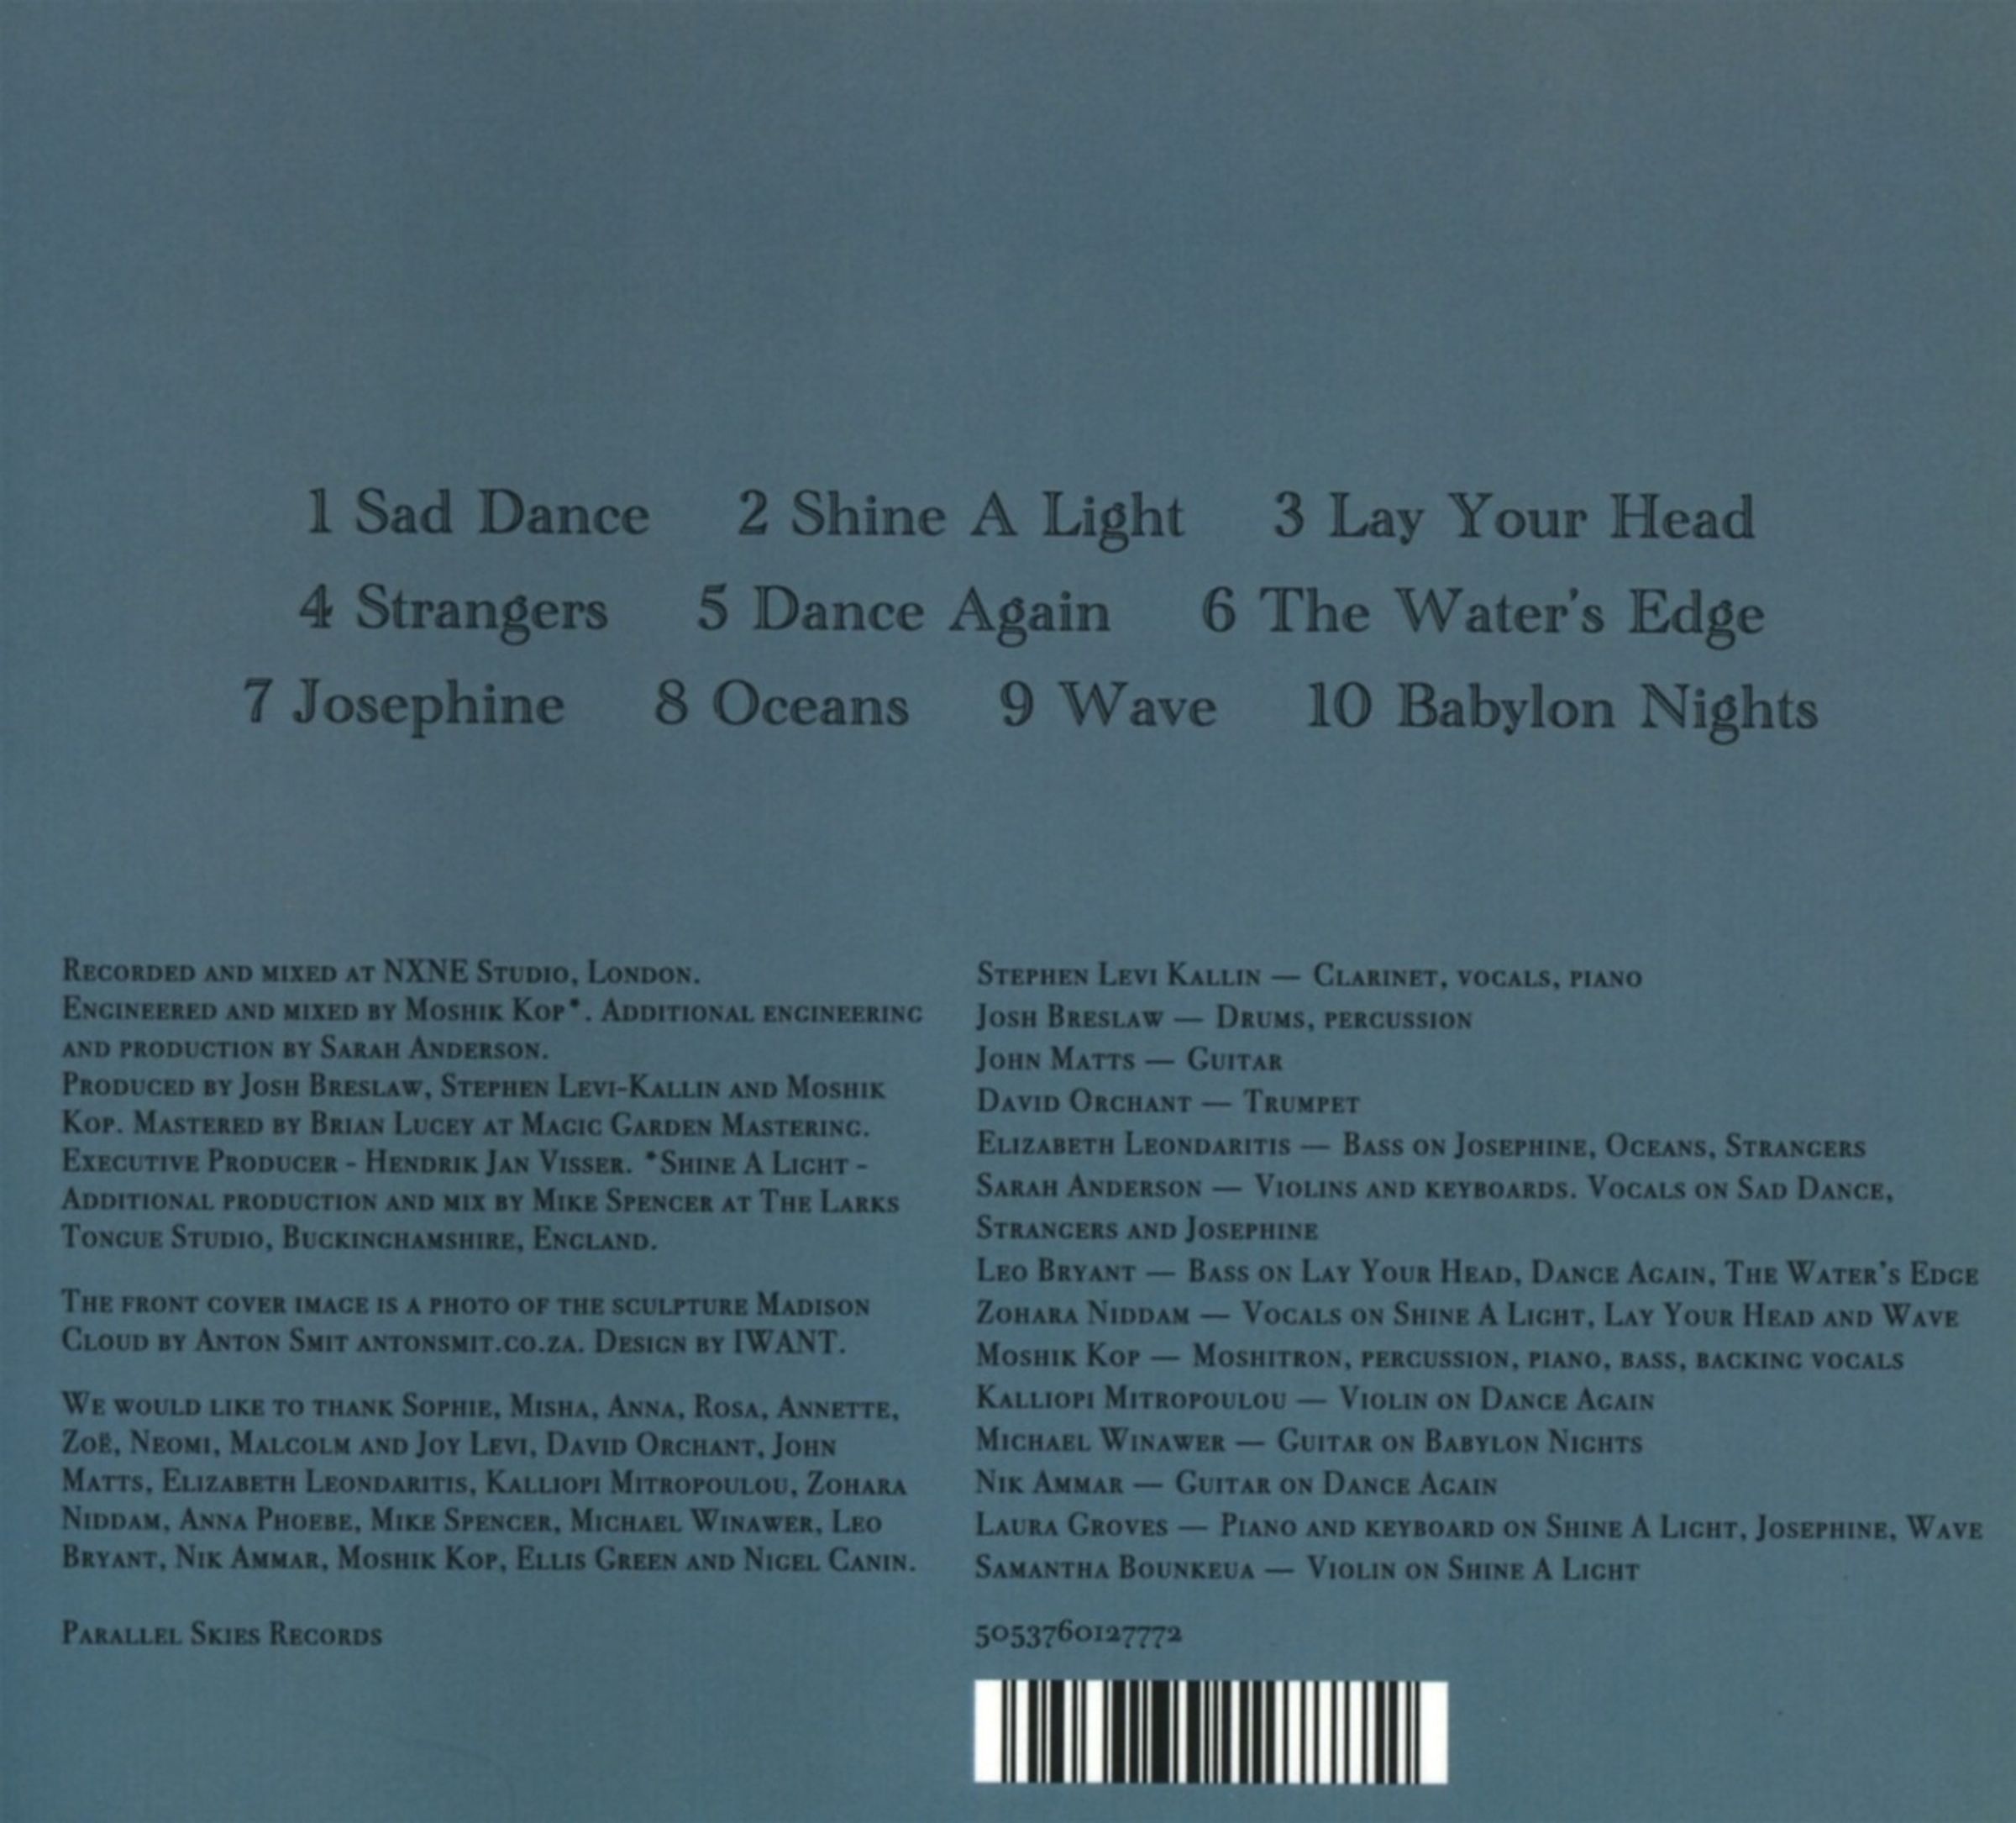 1 Sad Dance 2 Shine A Light 3 Lay Your Head
4 Strangers 5 Dance Again 6 The Water's Edge
7 Josephine 8 Oceans 9 Wave 10 Babylon Nights
Recorded and mixed at NXNE Studio, London.
Engineered and mixed by Moshik Kop*. Additional engineering
and production by Sarah Anderson.
Produced by Josh Breslaw, Stephen Levi-Kallin and Moshik
Kop. Mastered by Brian Lucey at Magic Garden Mastering.
Executive Producer - Hendrik Jan Visser. *Shine A Light -
Additional production and mix by Mike Spencer at The Larks
Tongue Studio, Buckinghamshire, England.
The front cover image is a photo of the sculpture Madison
Cloud by Anton Smit antonsmit.co.za. Design by IWANT.
We would like to thank Sophie, Misha, Anna, Rosa, Annette,
Zoë, Neomi, Malcolm and Joy Levi, David Orchant, John
Matts, Elizabeth Leondaritis, Kalliopi Mitropoulou, Zohara
Niddam, Anna Phoebe, Mike Spencer, Michael Winawer, Leo
Bryant, Nik Ammar, Moshik Kop, Ellis Green and Nigel Canin.
Parallel Skies Records
Stephen Levi Kallin — Clarinet, vocals, piano
Josh Breslaw — Drums, percussion
John Matts — Guitar
David Orchant — Trumpet
Elizabeth Leondaritis — Bass on Josephine, Oceans, Strangers
Sarah Anderson — Violins and keyboards. Vocals on Sad Dance,
Strangers and Josephine
Leo Bryant — Bass on Lay Your Head, Dance Again, The Water's Edge
Zohara Niddam — Vocals on Shine A Light, Lay Your Head and Wave
Moshik Kop — Moshitron, percussion, piano, bass, backing vocals
Kalliopi Mitropoulou — Violin on Dance Again
Michael Winawer — Guitar on Babylon Nights
Nik Ammar — Guitar on Dance Again
Laura Groves — Piano and keyboard on Shine A Light, Josephine, Wave
Samantha Bounkeua — Violin on Shine A Light
5053760127772